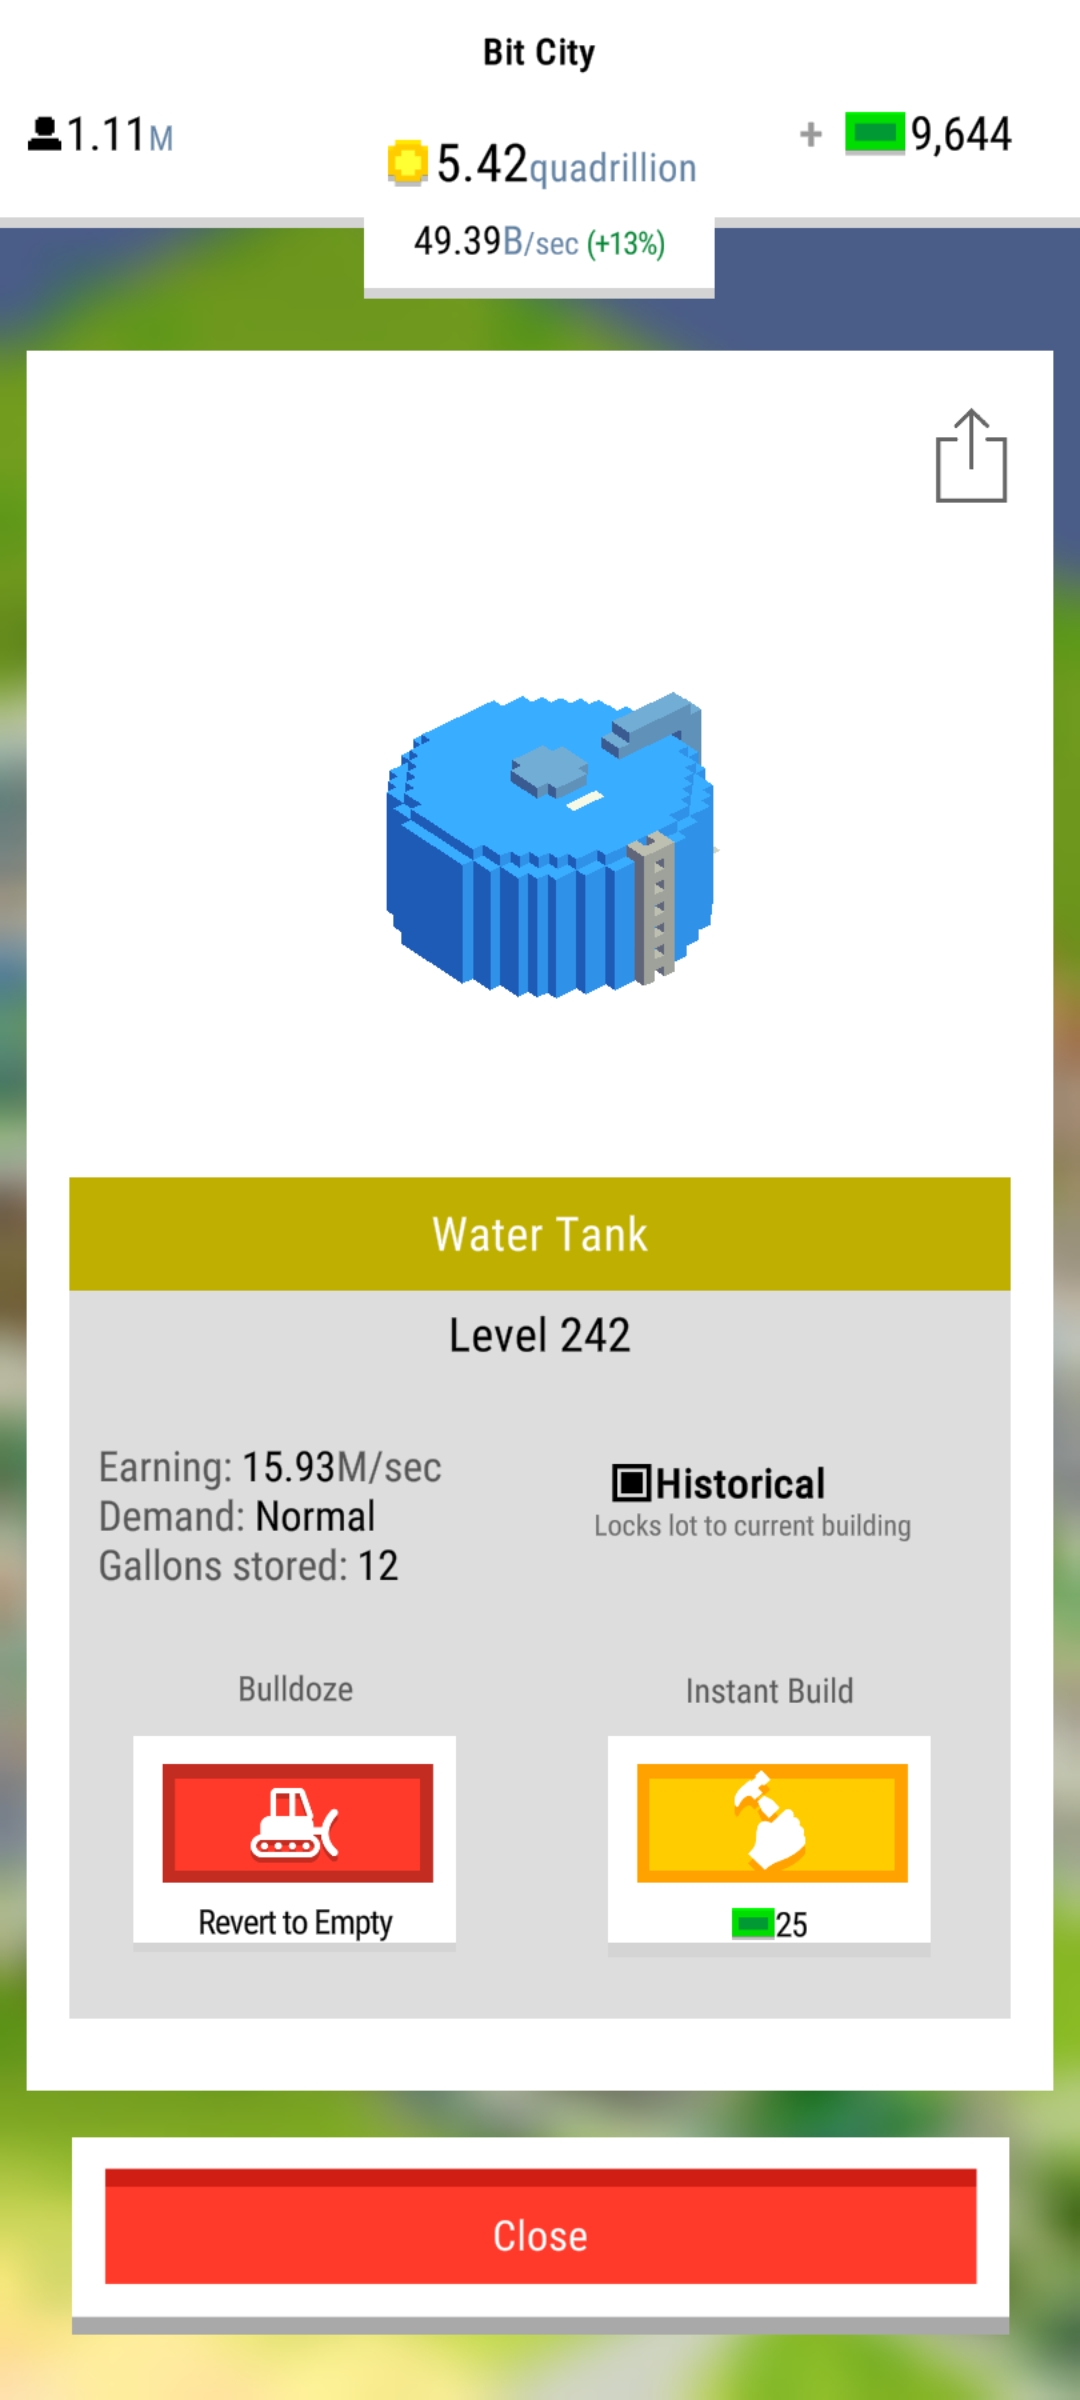 Bit City
1.11M
+ 9,644
5.42quadrillion
49.39B/sec (+13%)
Water Tank
Level 242
Earning: 15.93M/sec
Demand: Normal
Gallons stored: 12
Historical
Locks lot to current building
Bulldoze
Instant Build
Revert to Empty
25
Close